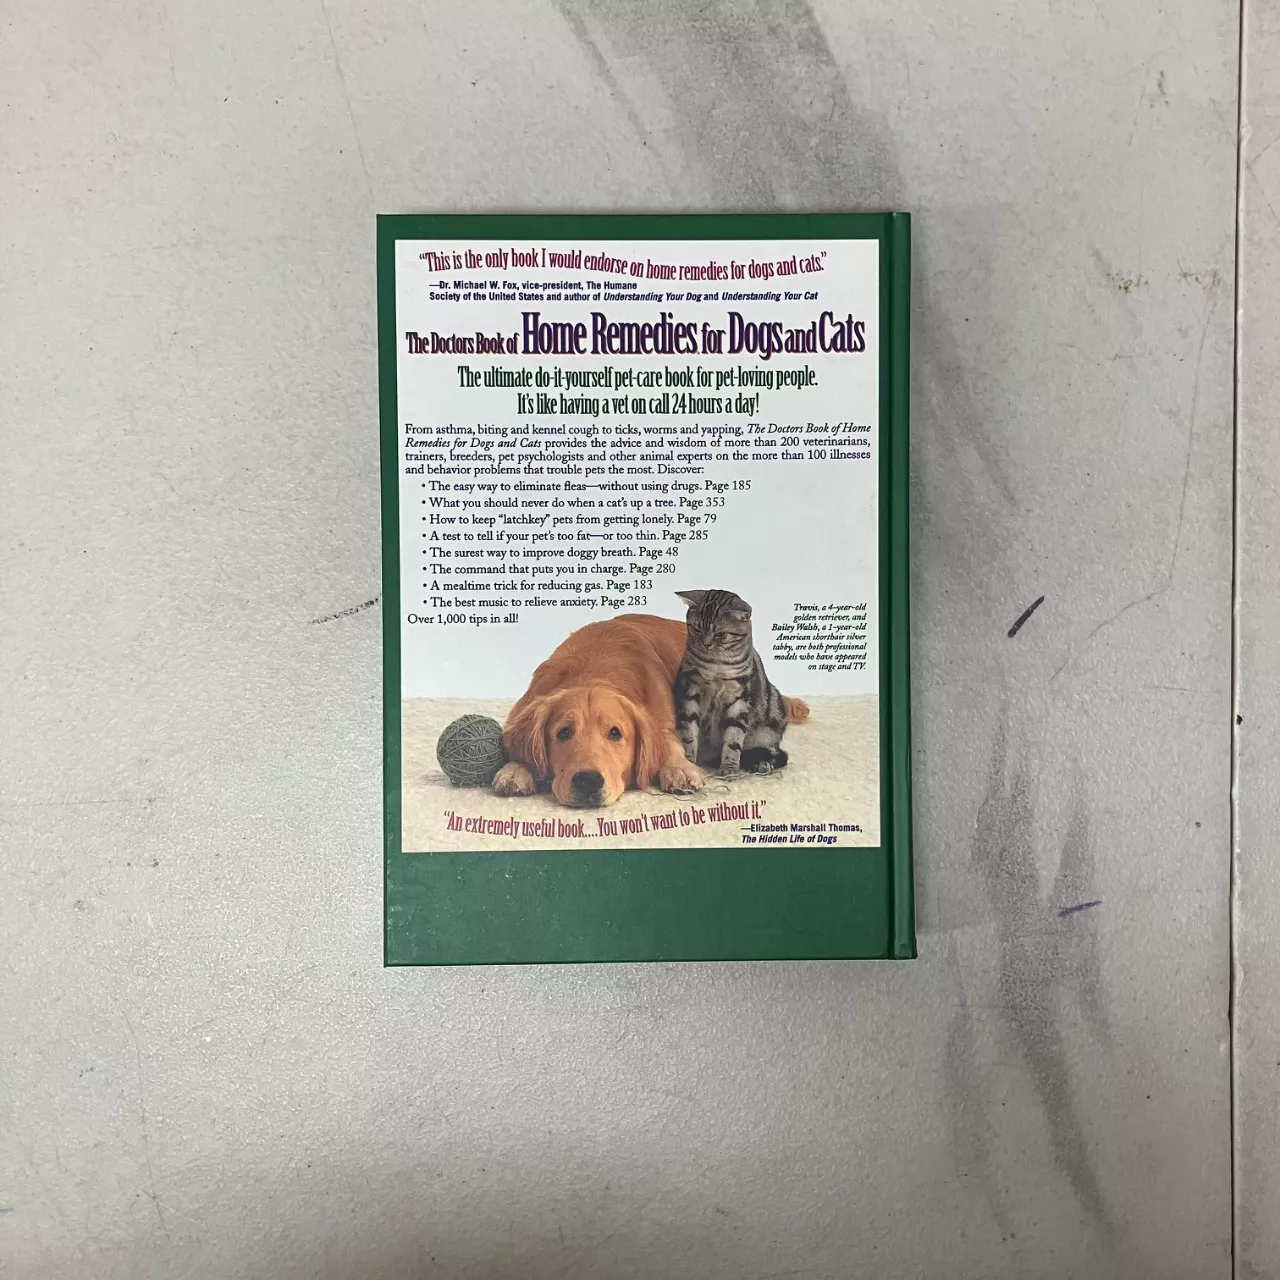 “This is the only book I would endorse on home remedies for dogs and cats.”
—Dr. Michael W. Fox, vice-president, The Humane
Society of the United States and author of Understanding Your Dog and Understanding Your Cat
The Doctors Book of Home Remedies for Dogs and Cats
The ultimate do-it-yourself pet-care book for pet-loving people.
It's like having a vet on call 24 hours a day!
From asthma, biting and kennel cough to ticks, worms and yapping, The Doctors Book of Home
Remedies for Dogs and Cats provides the advice and wisdom of more than 200 veterinarians,
trainers, breeders, pet psychologists and other animal experts on the more than 100 illnesses
and behavior problems that trouble pets the most. Discover:
• The easy way to eliminate fleas—without using drugs. Page 185
• What you should never do when a cat's up a tree. Page 353
• How to keep “latchkey” pets from getting lonely. Page 79
• A test to tell if your pet's too fat—or too thin. Page 285
• The surest way to improve doggy breath. Page 48
• The command that puts you in charge. Page 280
• A mealtime trick for reducing gas. Page 183
• The best music to relieve anxiety. Page 283
Over 1,000 tips in all!
Travis, a 4-year-old
golden retriever, and
Bailey Walsh, a 1-year-old
American shorthair silver
tabby, are both professional
models who have appeared
on stage and TV.
“An extremely useful book....You won't want to be without it.”
—Elizabeth Marshall Thomas,
The Hidden Life of Dogs